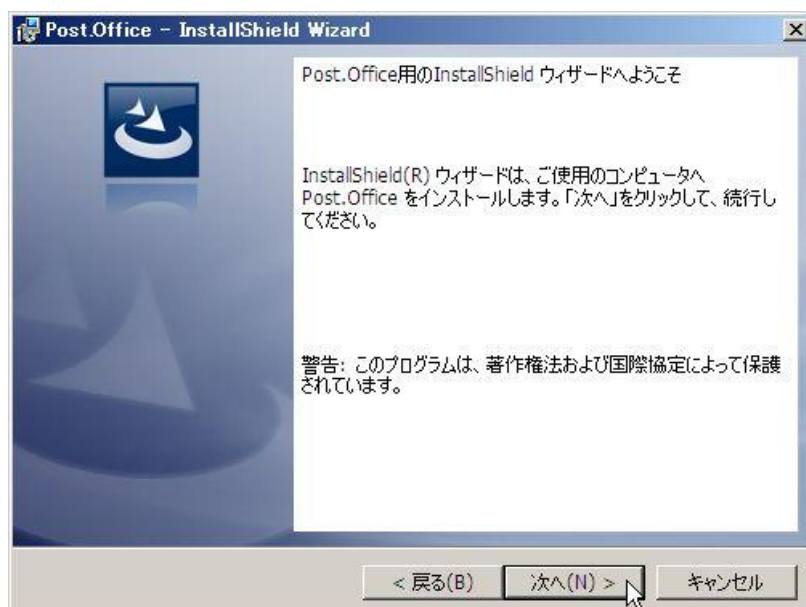 Post.Office - InstallShield Wizard
Post.Office用のInstallShield ウィザードへようこそ
InstallShield(R) ウィザードは、ご使用のコンピュータへ
Post.Office をインストールします。「次へ」をクリックして、続行し
てください。
警告: このプログラムは、著作権法および国際協定によって保護
されています。
< 戻る(B) 次へ(N) > キャンセル